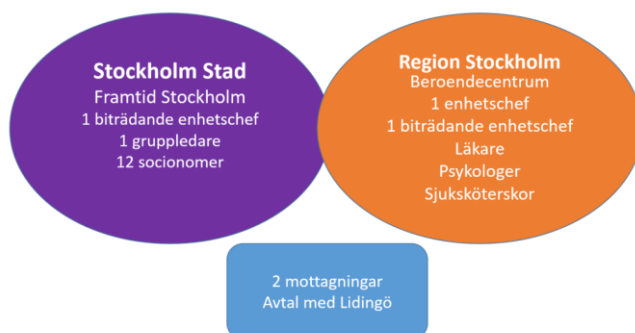 Stockholm Stad
Framtid Stockholm
1 biträdande enhetschef
1 gruppledare
12 socionomer
Region Stockholm
Beroendecentrum
1 enhetschef
1 biträdande enhetschef
Läkare
Psykologer
Sjuksköterskor
2 mottagningar
Avtal med Lidingö